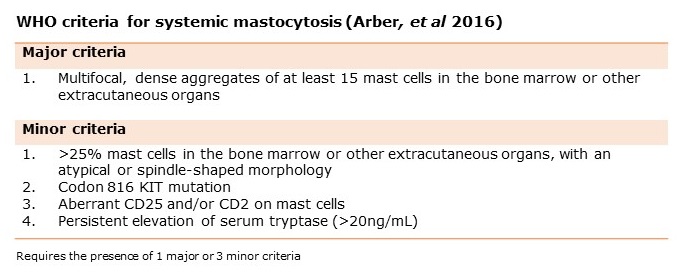 WHO criteria for systemic mastocytosis (Arber, et al 2016)
Major criteria
1. Multifocal, dense aggregates of at least 15 mast cells in the bone marrow or other
extracutaneous organs
Minor criteria
1. >25% mast cells in the bone marrow or other extracutaneous organs, with an
atypical or spindle-shaped morphology
2. Codon 816 KIT mutation
3. Aberrant CD25 and/or CD2 on mast cells
4. Persistent elevation of serum tryptase (>20ng/mL)
Requires the presence of 1 major or 3 minor criteria